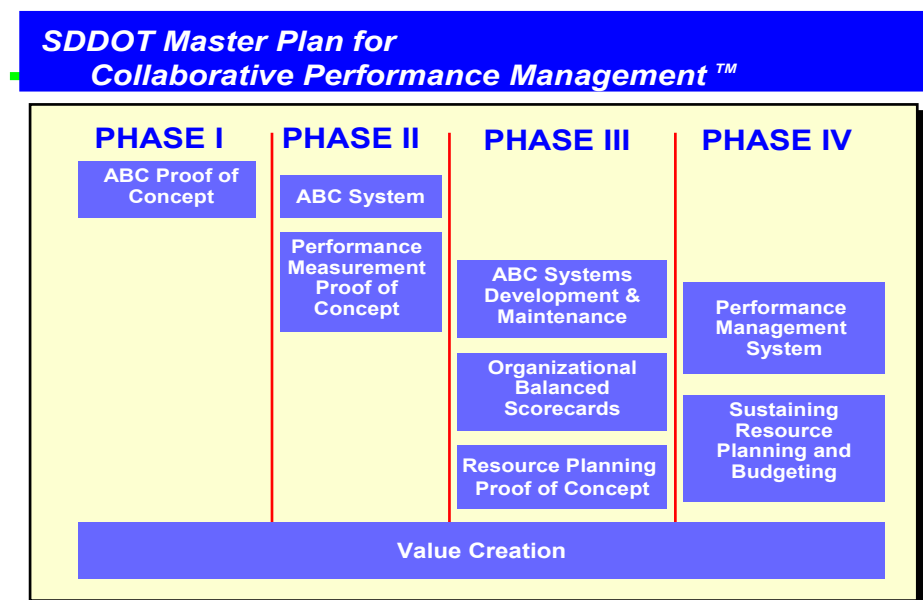 SDDOT Master Plan for
Collaborative Performance Management ™
PHASE I
ABC Proof of
Concept
PHASE II
ABC System
Performance
Measurement
Proof of
Concept
PHASE III
ABC Systems
Development &
Maintenance
Organizational
Balanced
Scorecards
Resource Planning
Proof of Concept
PHASE IV
Performance
Management
System
Sustaining
Resource
Planning and
Budgeting
Value Creation